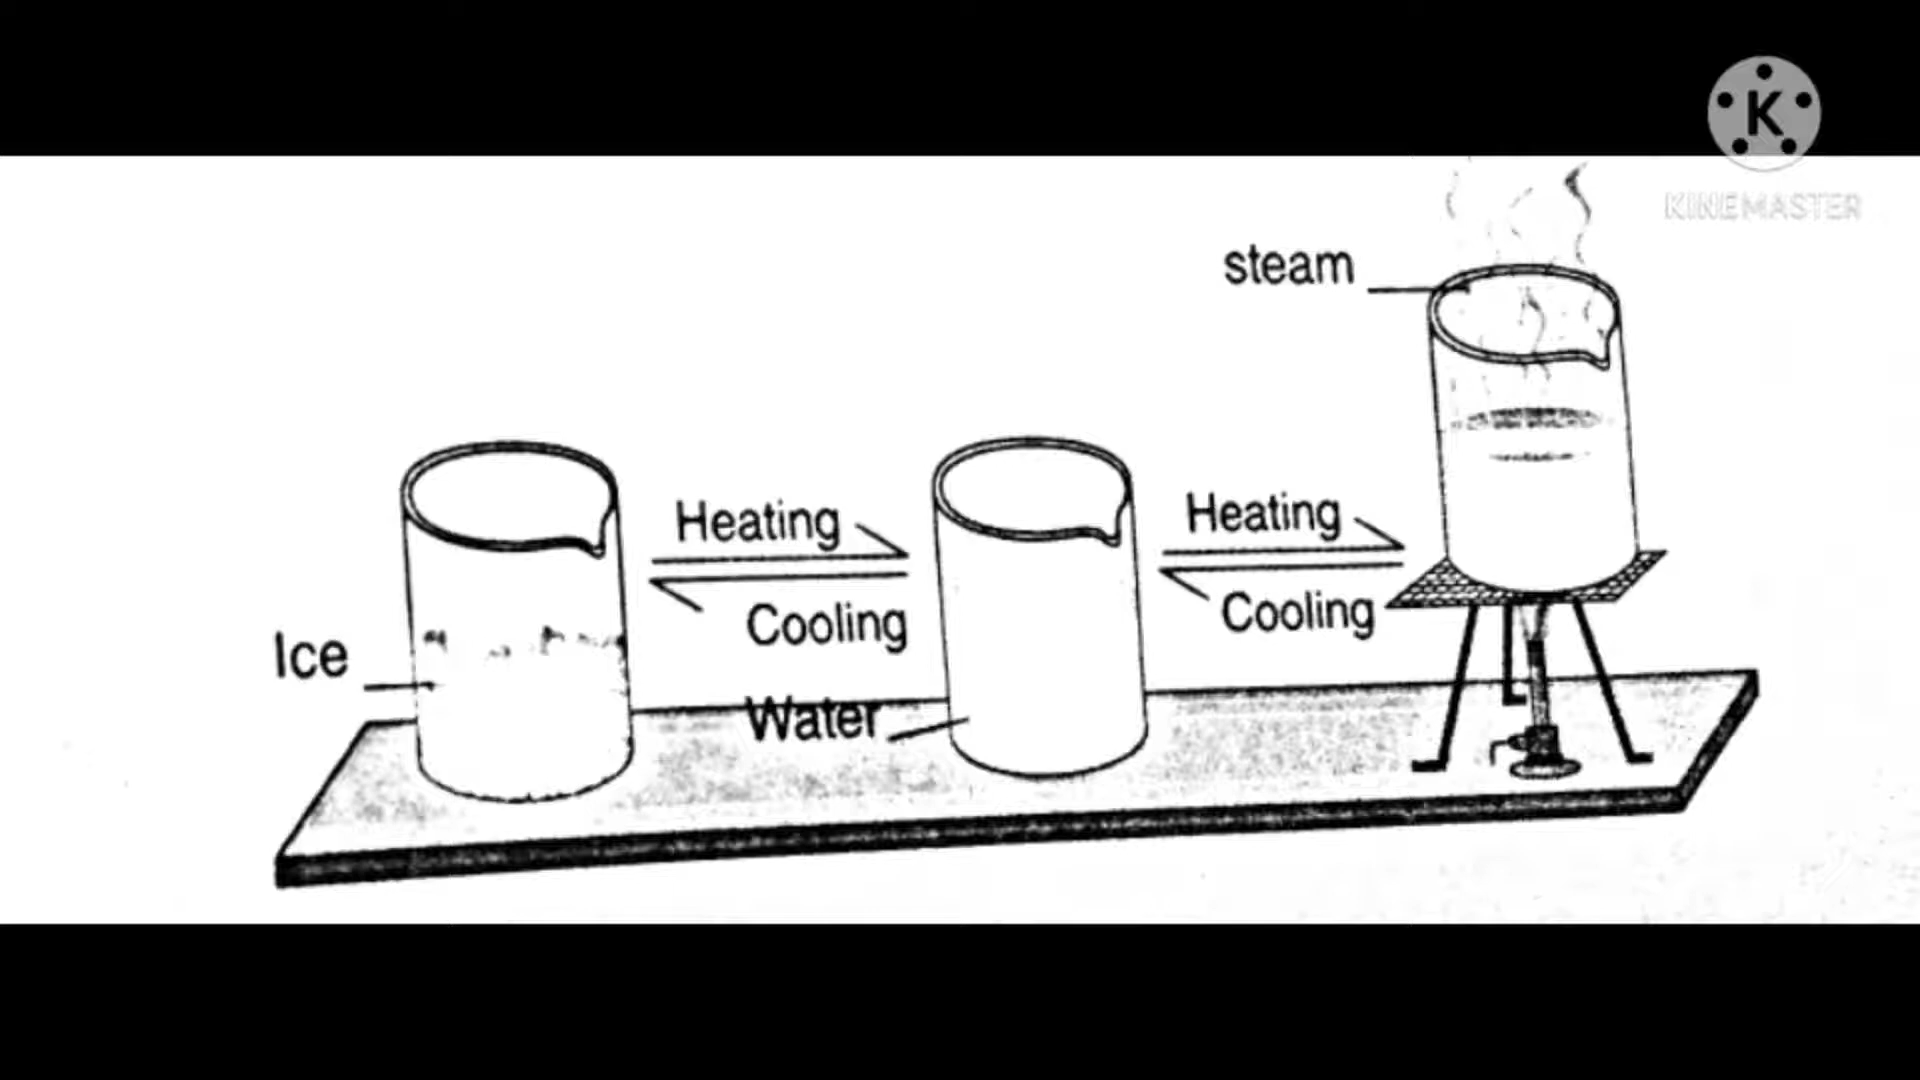 K
KINEMASTER
steam
Heating
Cooling
Heating
Cooling
Ice
Water